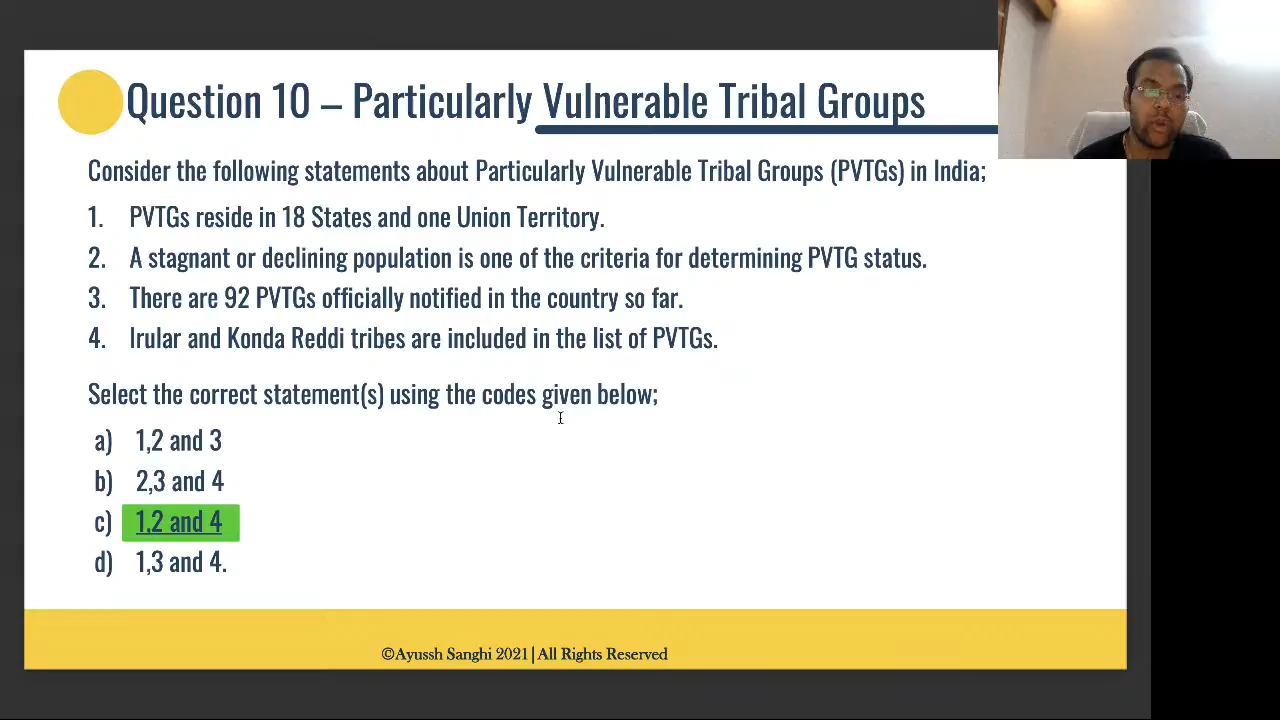 Question 10 – Particularly Vulnerable Tribal Groups
Consider the following statements about Particularly Vulnerable Tribal Groups (PVTGs) in India;
1. PVTGs reside in 18 States and one Union Territory.
2. A stagnant or declining population is one of the criteria for determining PVTG status.
3. There are 92 PVTGs officially notified in the country so far.
4. Irular and Konda Reddi tribes are included in the list of PVTGs.
Select the correct statement(s) using the codes given below;
a) 1,2 and 3
b) 2,3 and 4
c) 1,2 and 4
d) 1,3 and 4.
©Ayussh Sanghi 2021| All Rights Reserved